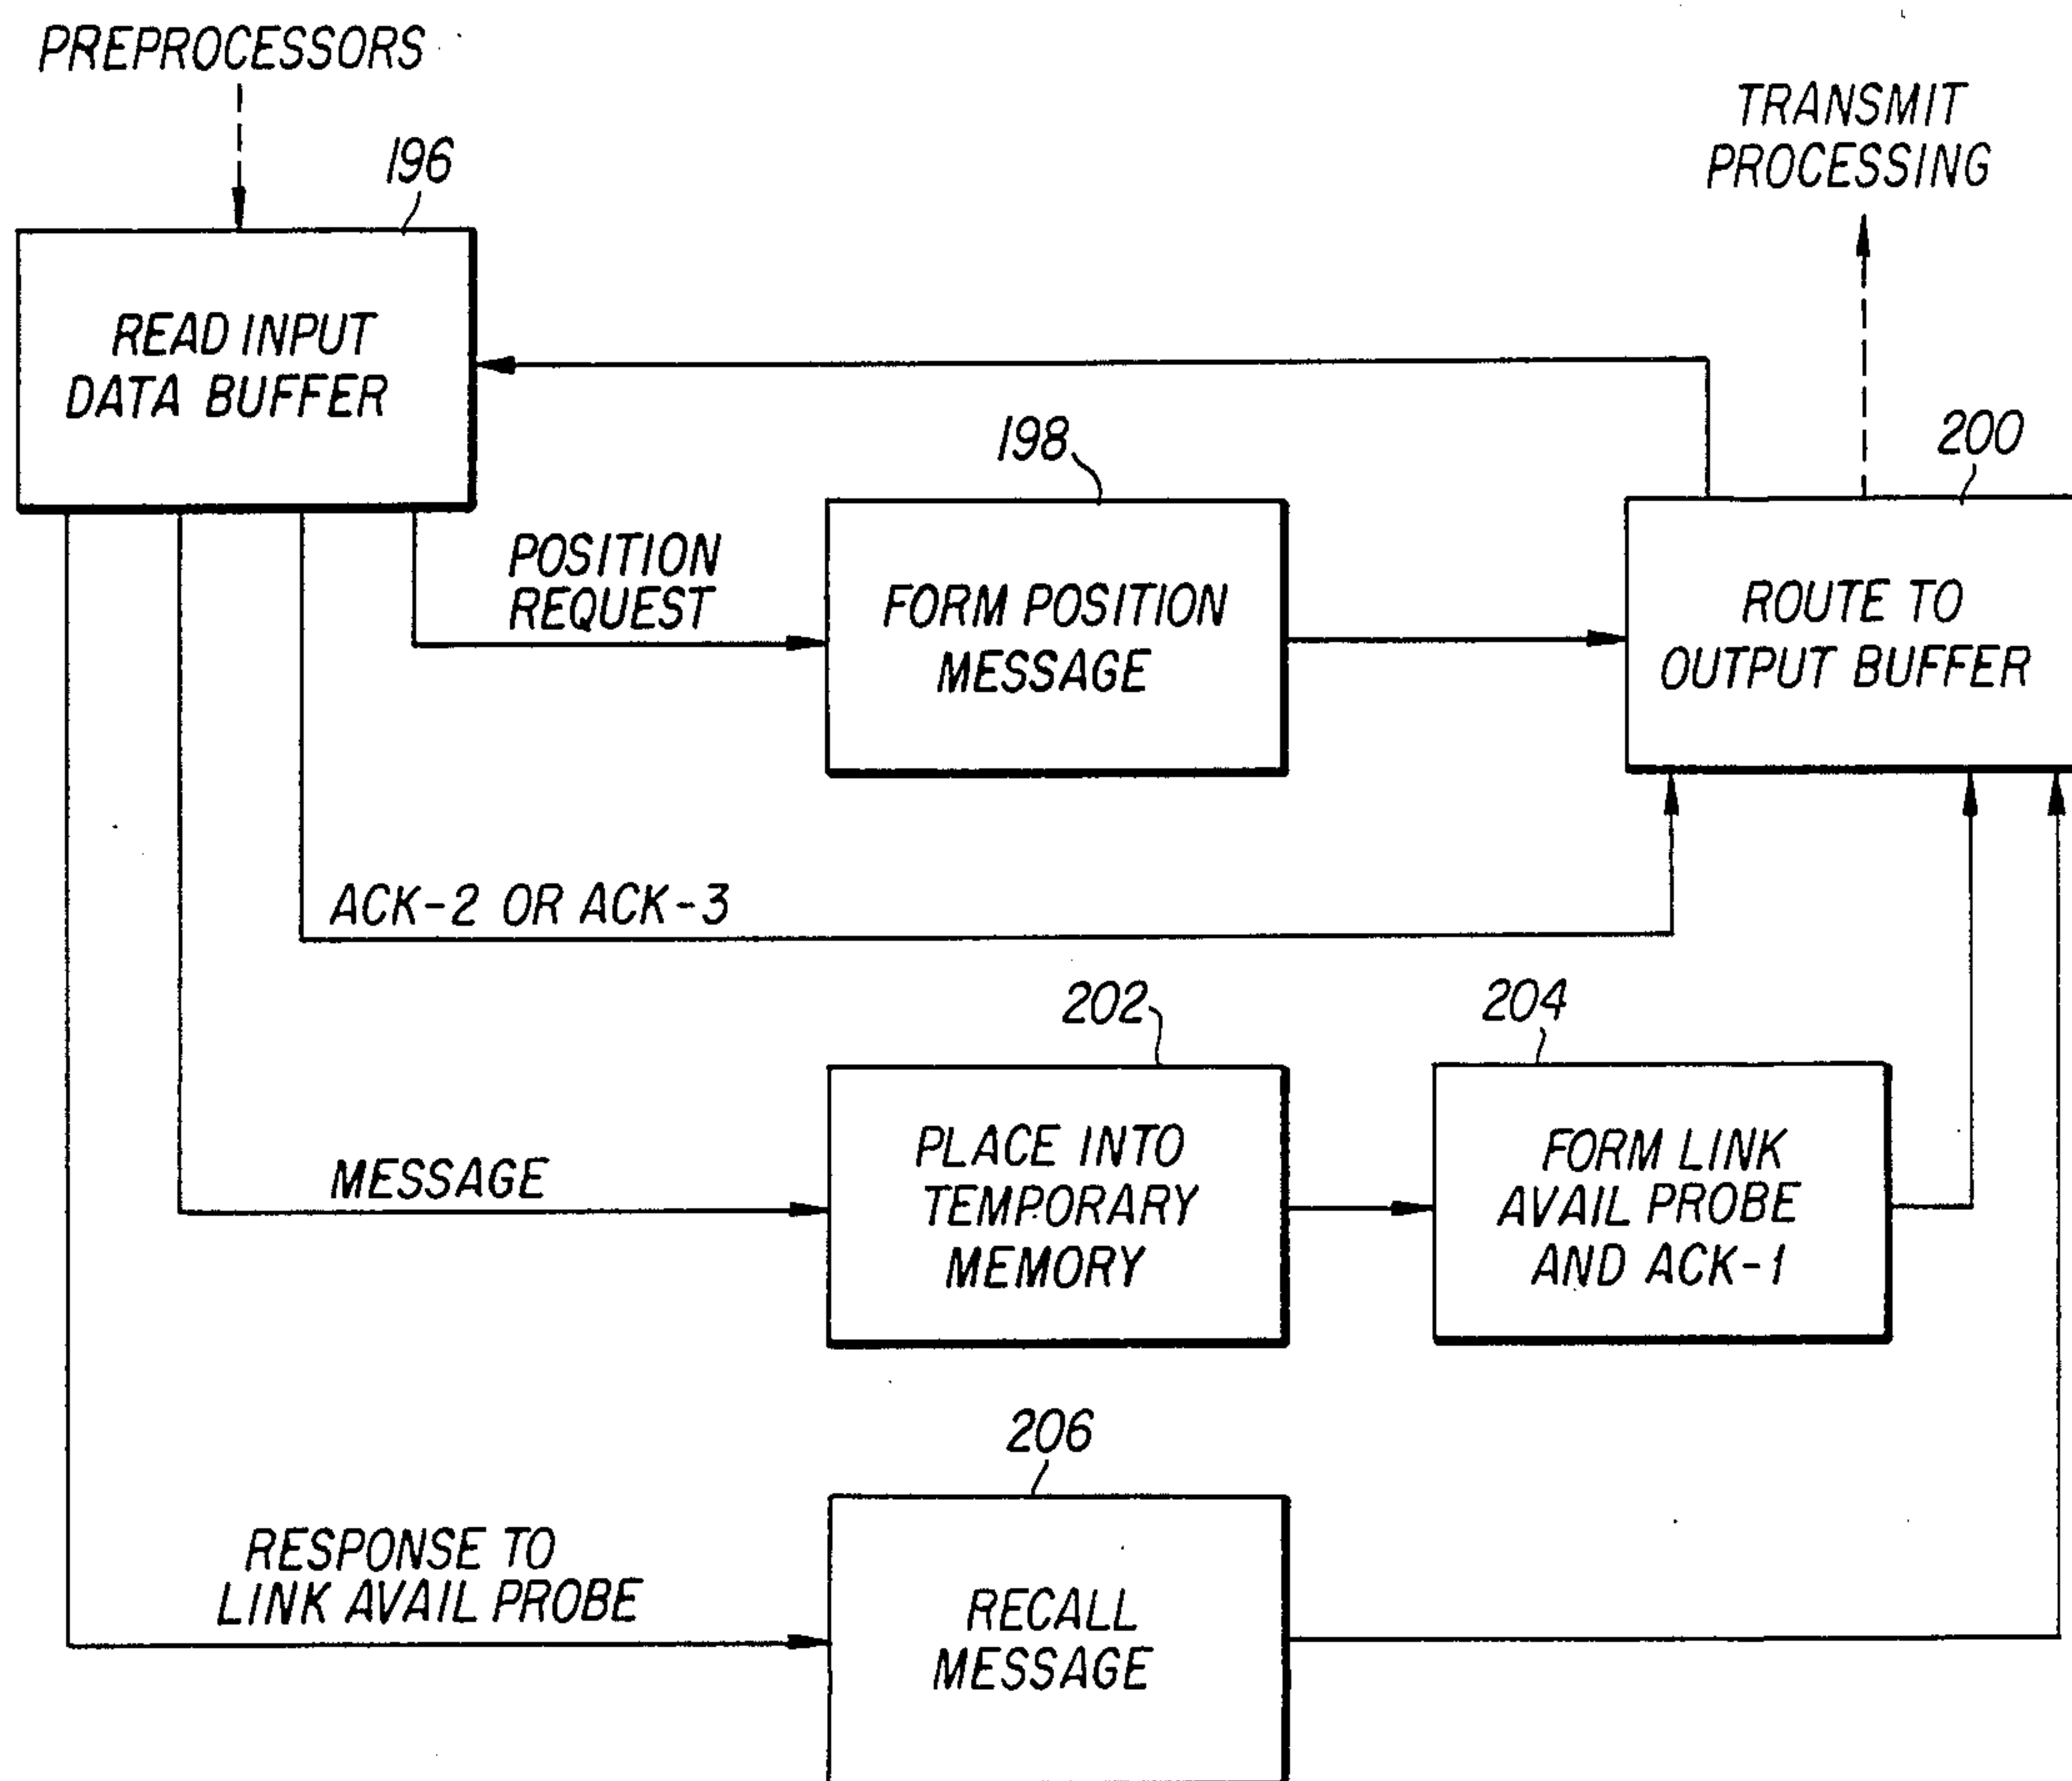 PREPROCESSORS
TRANSMIT
PROCESSING
196
READ INPUT
DATA BUFFER
198
200
POSITION
REQUEST
FORM POSITION
MESSAGE
ROUTE TO
OUTPUT BUFFER
ACK-2 OR ACK-3
202
204
MESSAGE
PLACE INTO
TEMPORARY
MEMORY
FORM LINK
AVAIL PROBE
AND ACK-1
206
RESPONSE TO
LINK AVAIL PROBE
RECALL
MESSAGE